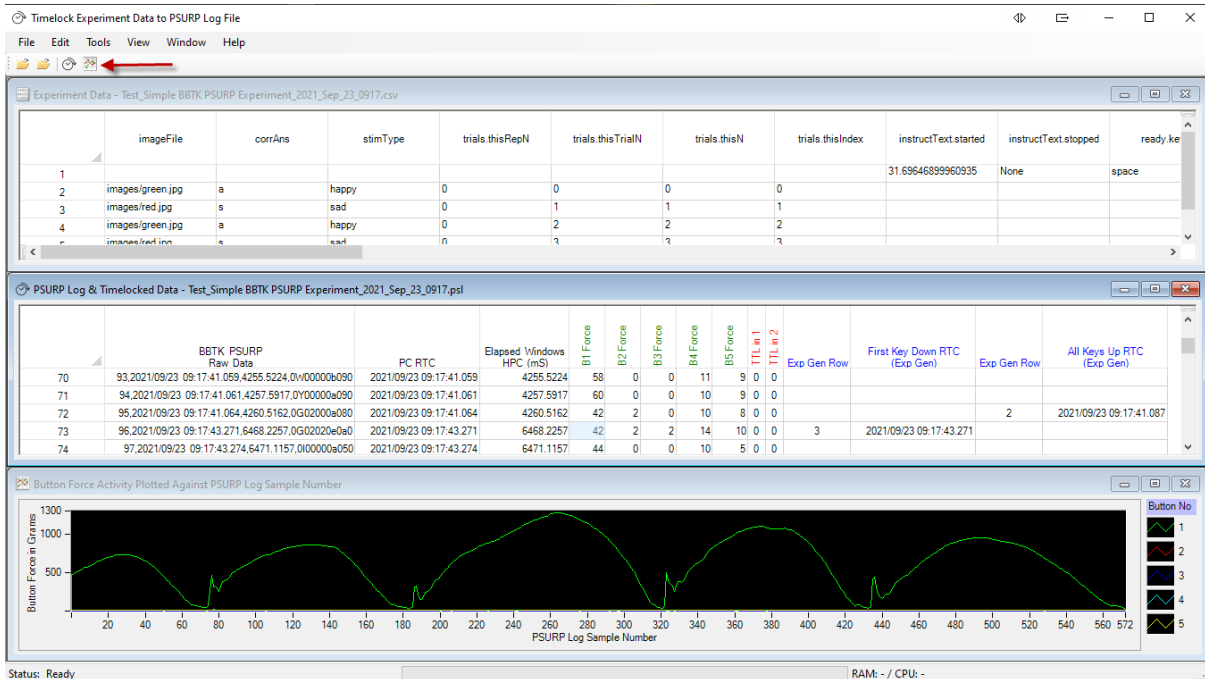 Timelock Experiment Data to PSURP Log File
File Edit Tools View Window Help
Experiment Data - Test_Simple BBTK PSURP Experiment_2021_Sep_23_0917.csv
imageFile corrAns stimType trials.thisRepN trials.thisTrialN trials.thisN trials.thisIndex instructText.started instructText.stopped ready.ke
1 31.69646899960935 None space
2 images/green.jpg a happy 0 0 0 0
3 images/red.jpg s sad 0 1 1 1
4 images/green.jpg a happy 0 2 2 2
images/red.jpg s sad 0 3 3 3
PSURP Log & Timelocked Data - Test_Simple BBTK PSURP Experiment_2021_Sep_23_0917.psl
BBTK PSURP Raw Data PC RTC Elapsed Windows HPC (mS) B1 Force B2 Force B3 Force B4 Force B5 Force TTL in 1 TTL in 2 Exp Gen Row First Key Down RTC (Exp Gen) Exp Gen Row All Keys Up RTC (Exp Gen)
70 93,2021/09/23 09:17:41.059,4255.5224,0W00000b090 2021/09/23 09:17:41.059 4255.5224 58 0 0 11 9 0 0
71 94,2021/09/23 09:17:41.061,4257.5917,0Y00000a090 2021/09/23 09:17:41.061 4257.5917 60 0 0 10 9 0 0
72 95,2021/09/23 09:17:41.064,4260.5162,0G02000a080 2021/09/23 09:17:41.064 4260.5162 42 2 0 10 8 0 0 2 2021/09/23 09:17:41.087
73 96,2021/09/23 09:17:43.271,6468.2257,0G02020e0a0 2021/09/23 09:17:43.271 6468.2257 42 2 2 14 10 0 0 3 2021/09/23 09:17:43.271
74 97,2021/09/23 09:17:43.274,6471.1157,0I00000a050 2021/09/23 09:17:43.274 6471.1157 44 0 0 10 5 0 0
Button Force Activity Plotted Against PSURP Log Sample Number
Button Force in Grams
1300
1000
500
20 40 60 80 100 120 140 160 180 200 220 240 260 280 300 320 340 360 380 400 420 440 460 480 500 520 540 560 572
PSURP Log Sample Number
Button No
1
2
3
4
5
Status: Ready RAM: - / CPU: -